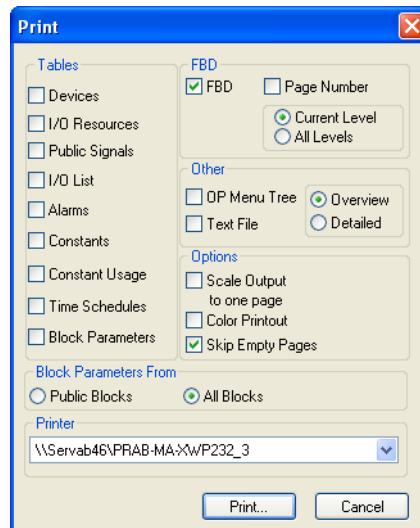 Print
Tables
Devices
I/O Resources
Public Signals
I/O List
Alarms
Constants
Constant Usage
Time Schedules
Block Parameters
FBD
FBD
Page Number
Current Level
All Levels
Other
OP Menu Tree
Text File
Overview
Detailed
Options
Scale Output
to one page
Color Printout
Skip Empty Pages
Block Parameters From
Public Blocks
All Blocks
Printer
\\Servab46\PRAB-MA-XWP232_3
Print...
Cancel